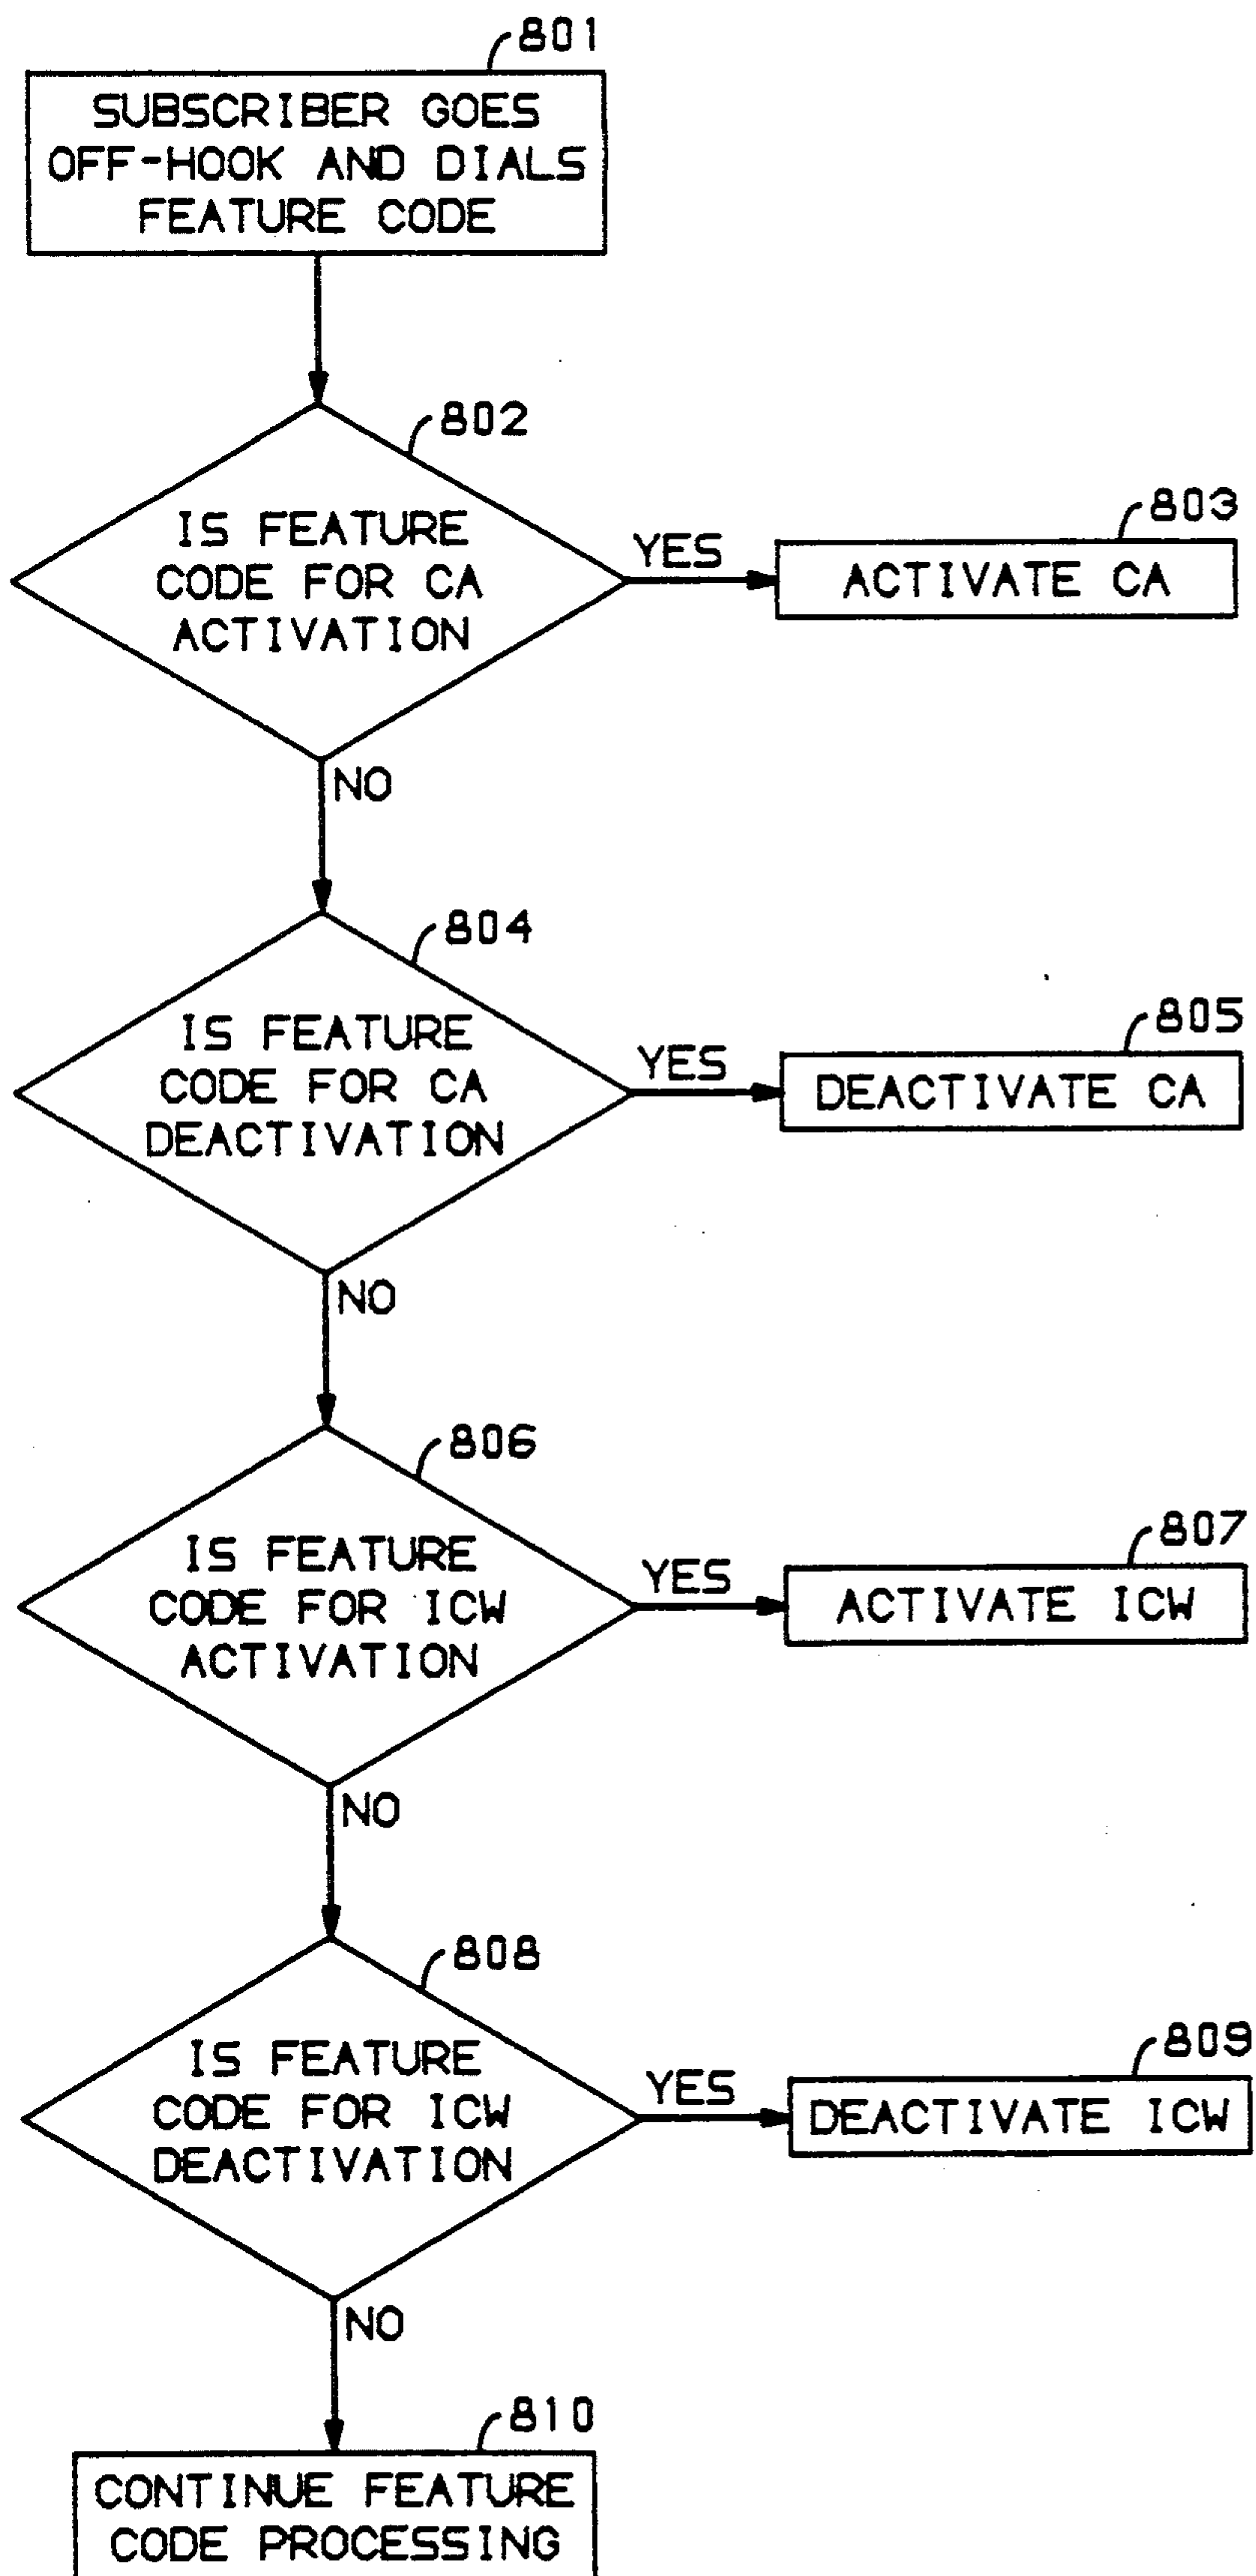 801
SUBSCRIBER GOES
OFF-HOOK AND DIALS
FEATURE CODE
802
IS FEATURE
CODE FOR CA
ACTIVATION
YES
803
ACTIVATE CA
NO
804
IS FEATURE
CODE FOR CA
DEACTIVATION
YES
805
DEACTIVATE CA
NO
806
IS FEATURE
CODE FOR ICW
ACTIVATION
YES
807
ACTIVATE ICW
NO
808
IS FEATURE
CODE FOR ICW
DEACTIVATION
YES
809
DEACTIVATE ICW
NO
810
CONTINUE FEATURE
CODE PROCESSING